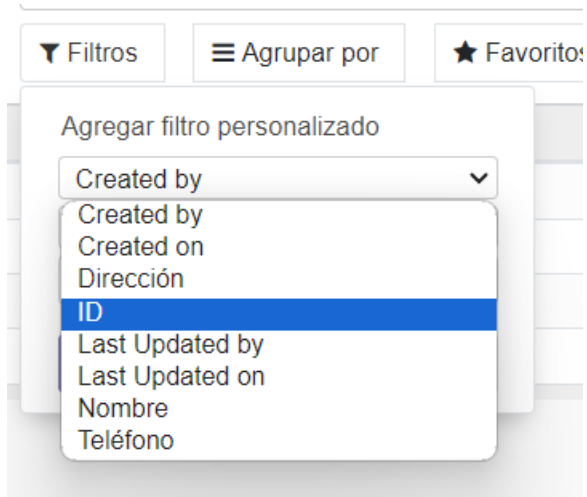 Filtros
Agrupar por
Favoritos
Agregar filtro personalizado
Created by
Created by
Created on
Dirección
ID
Last Updated by
Last Updated on
Nombre
Teléfono